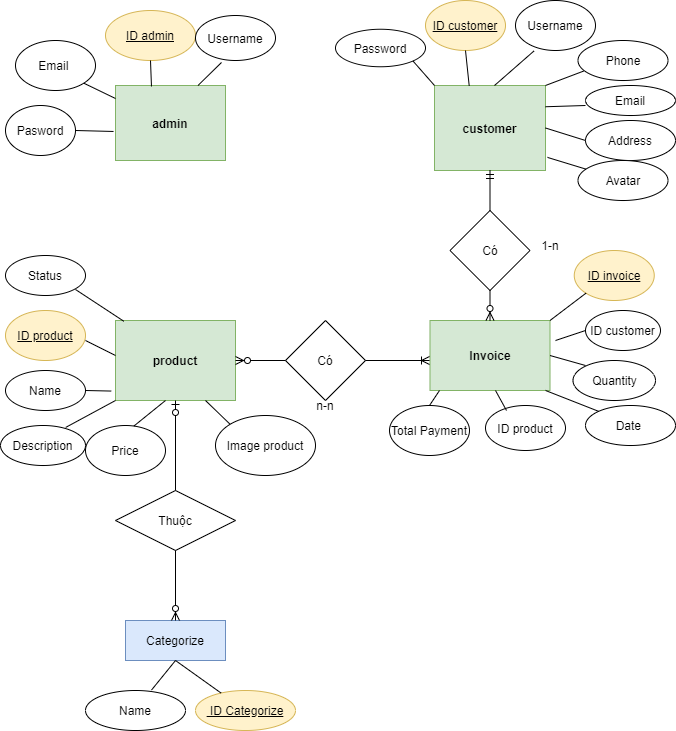 ID admin
Username
Email
Pasword
admin
ID customer
Username
Password
Phone
Email
Address
Avatar
customer
Có
1-n
ID invoice
Status
ID product
Name
Description
Price
Image product
product
Có
n-n
Invoice
ID customer
Quantity
Date
ID product
Total Payment
Thuộc
Categorize
Name
ID Categorize